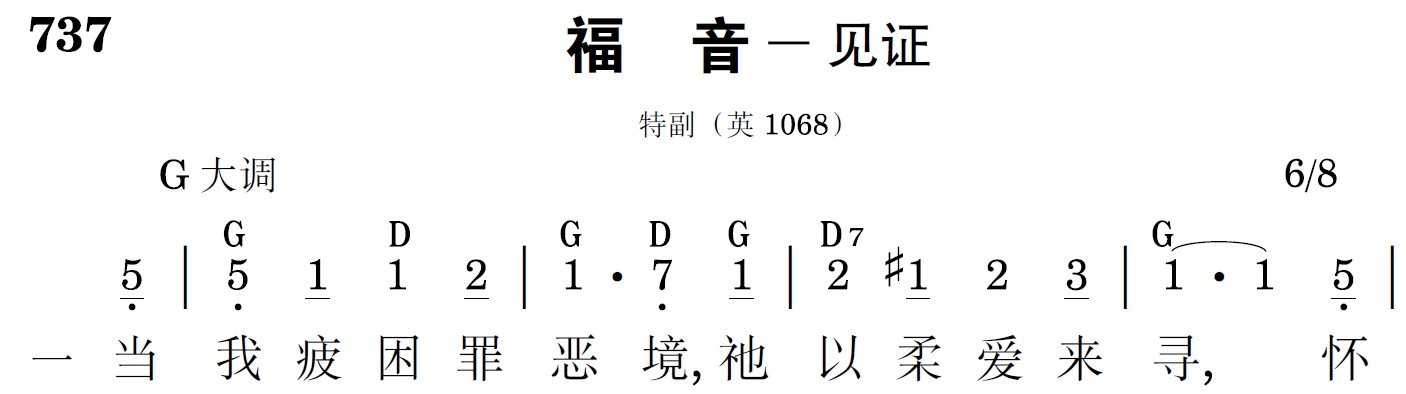 737 福 音 － 见证
特副（英 1068）
G 大调 6/8
G D G D G D7 G
5 | 5 1 1 2 | 1 · 7 1 | 2 ♯1 2 3 | 1 · 1 5 |
一 当 我 疲 困 罪 恶 境, 祂 以 柔 爱 来 寻, 怀